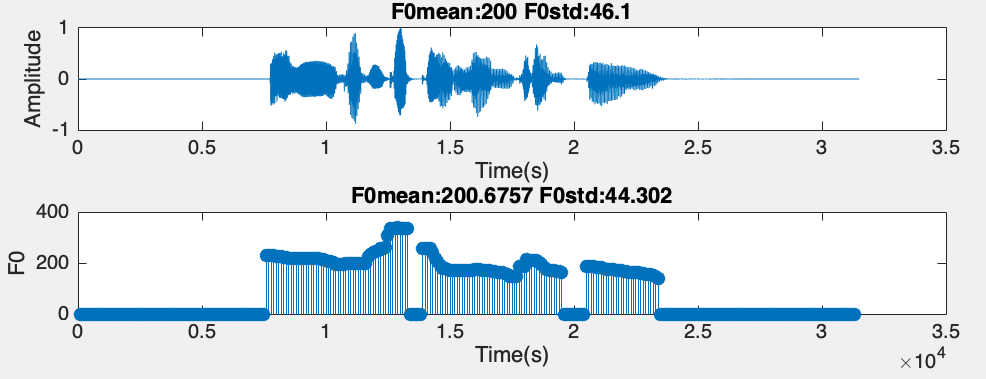 F0mean:200 F0std:46.1
Amplitude
1
0
-1
0 0.5 1 1.5 2 2.5 3 3.5
Time(s)
F0mean:200.6757 F0std:44.302
F0
400
200
0
0 0.5 1 1.5 2 2.5 3 3.5
Time(s)
×10⁴